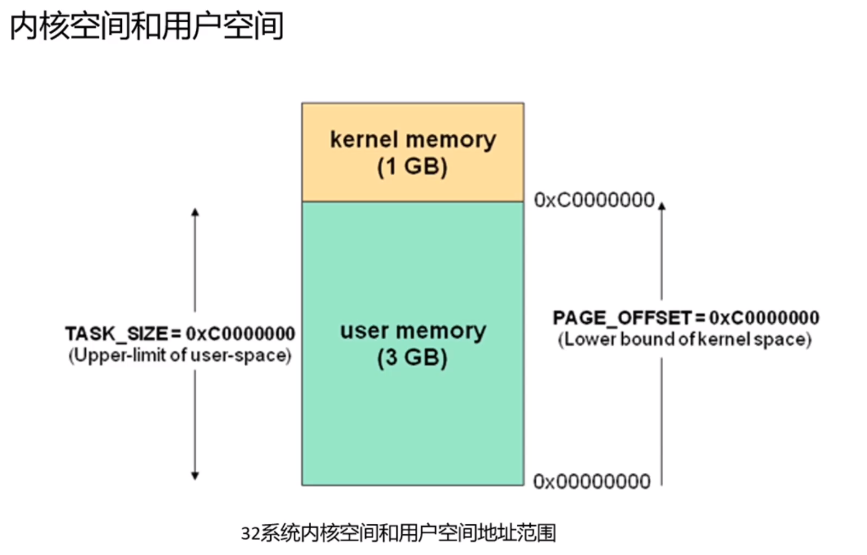 内核空间和用户空间
kernel memory
(1 GB)
0xC0000000
TASK_SIZE = 0xC0000000
(Upper-limit of user-space)
user memory
(3 GB)
PAGE_OFFSET = 0xC0000000
(Lower bound of kernel space)
0x00000000
32系统内核空间和用户空间地址范围